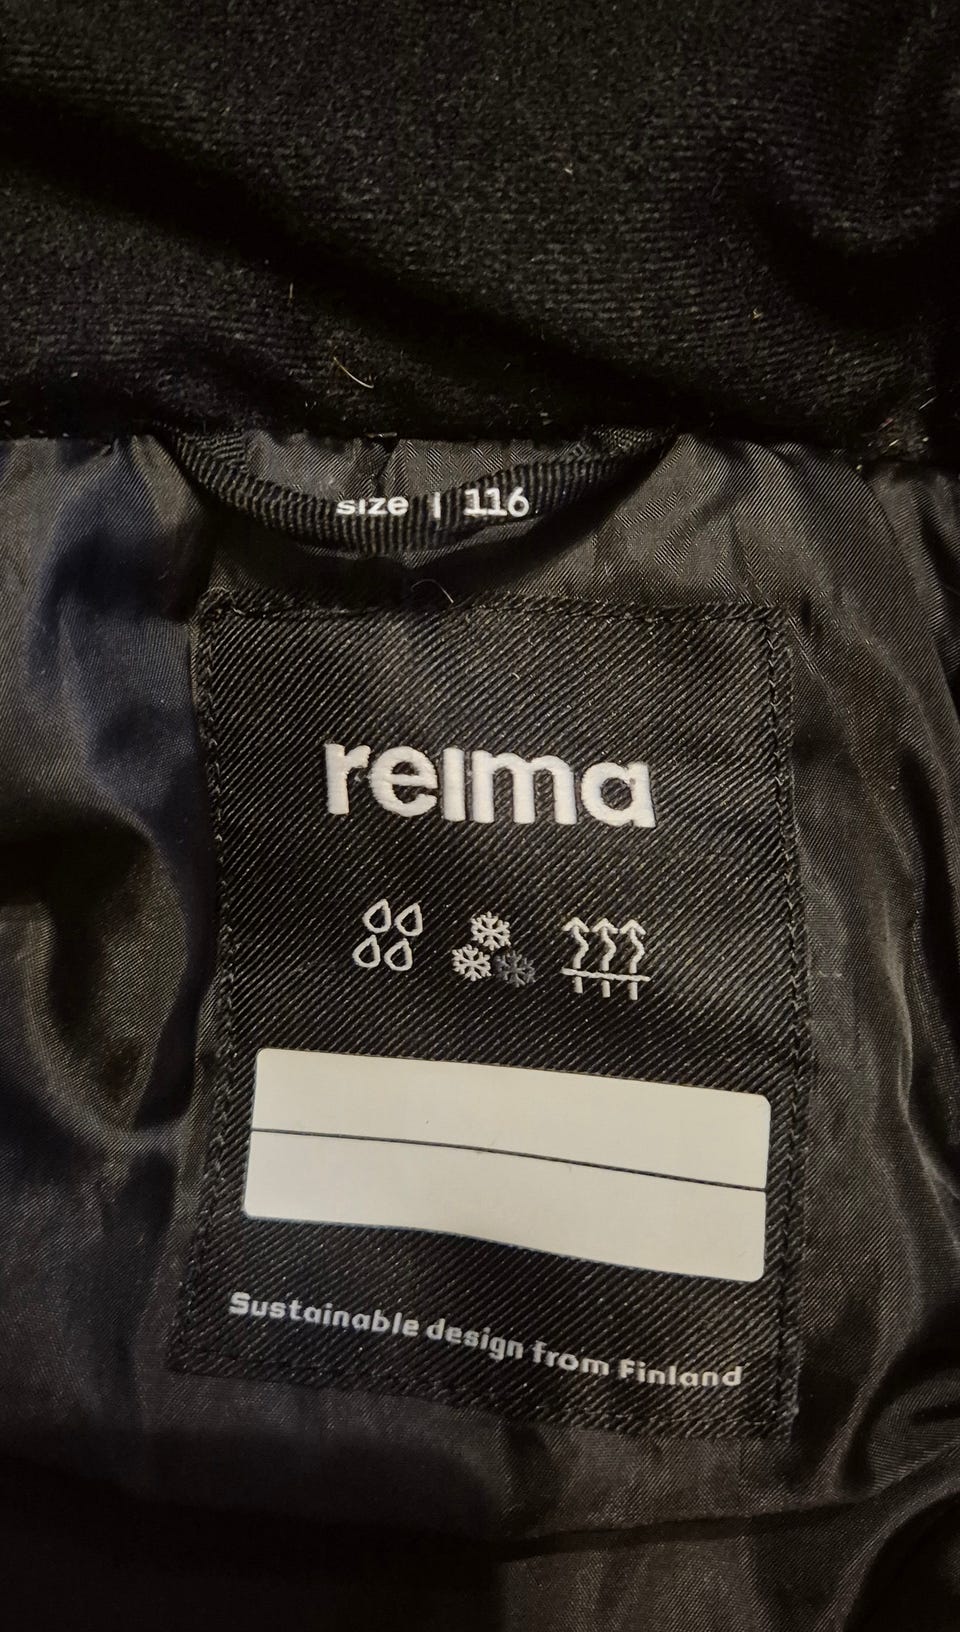 size | 116
reima
Sustainable design from Finland